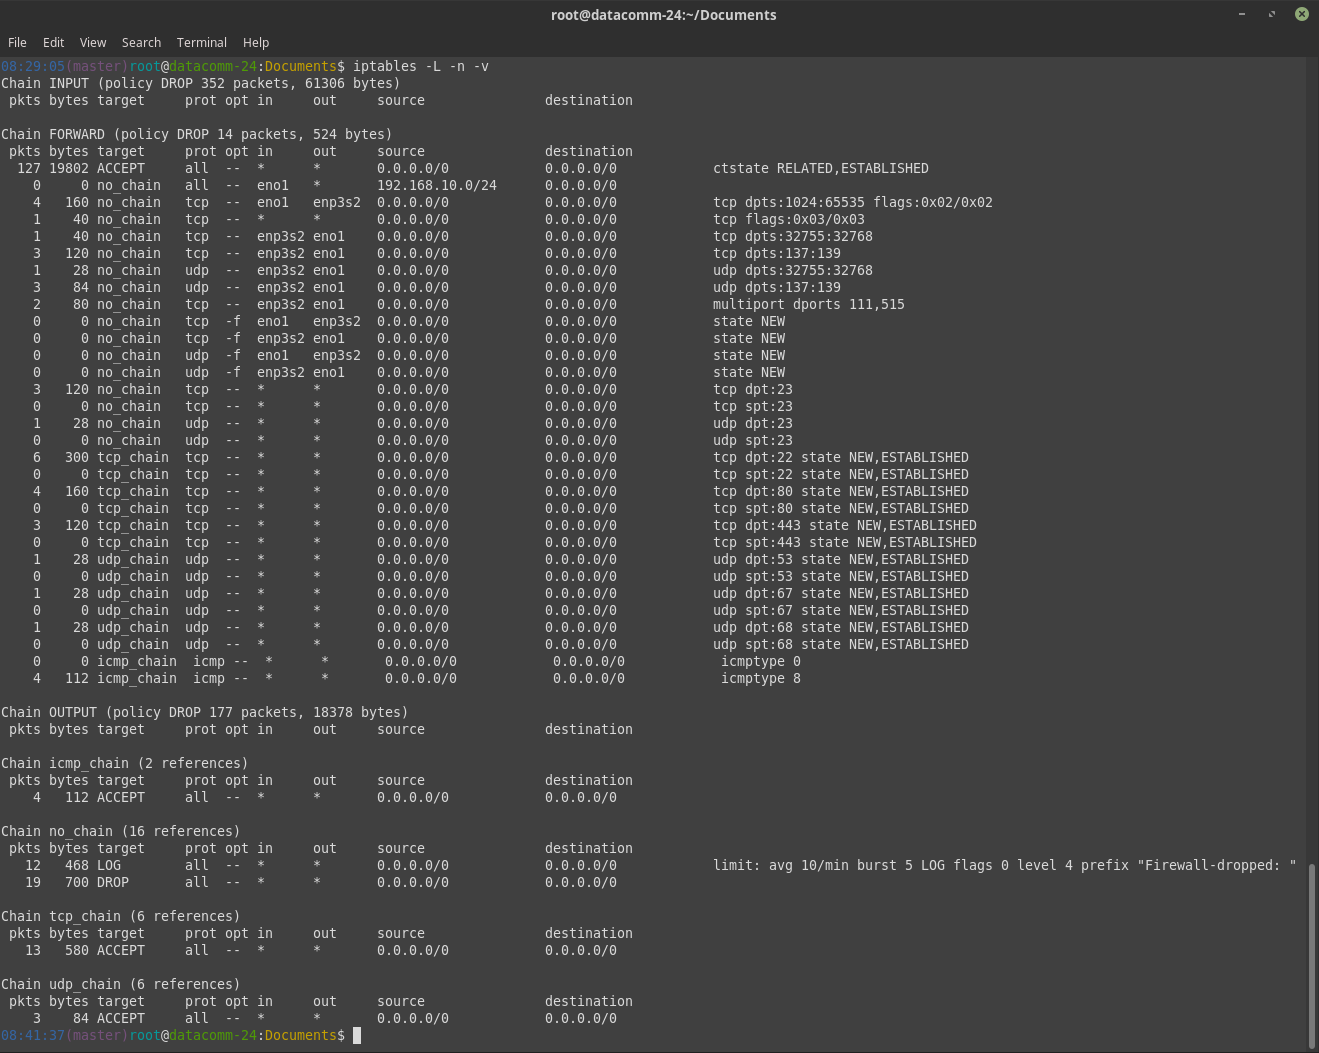 root@datacomm-24:~/Documents
File Edit View Search Terminal Help
08:29:05(master)root@datacomm-24:Documents$ iptables -L -n -v
Chain INPUT (policy DROP 352 packets, 61306 bytes)
 pkts bytes target     prot opt in     out     source               destination

Chain FORWARD (policy DROP 14 packets, 524 bytes)
 pkts bytes target     prot opt in     out     source               destination
  127 19802 ACCEPT     all  --  *      *       0.0.0.0/0            0.0.0.0/0            ctstate RELATED,ESTABLISHED
    0     0 no_chain   all  --  eno1   *       192.168.10.0/24      0.0.0.0/0
    4   160 no_chain   tcp  --  eno1   enp3s2  0.0.0.0/0            0.0.0.0/0            tcp dpts:1024:65535 flags:0x02/0x02
    1    40 no_chain   tcp  --  *      *       0.0.0.0/0            0.0.0.0/0            tcp flags:0x03/0x03
    1    40 no_chain   tcp  --  enp3s2 eno1    0.0.0.0/0            0.0.0.0/0            tcp dpts:32755:32768
    3   120 no_chain   tcp  --  enp3s2 eno1    0.0.0.0/0            0.0.0.0/0            tcp dpts:137:139
    1    28 no_chain   udp  --  enp3s2 eno1    0.0.0.0/0            0.0.0.0/0            udp dpts:32755:32768
    3    84 no_chain   udp  --  enp3s2 eno1    0.0.0.0/0            0.0.0.0/0            udp dpts:137:139
    2    80 no_chain   tcp  --  enp3s2 eno1    0.0.0.0/0            0.0.0.0/0            multiport dports 111,515
    0     0 no_chain   tcp  -f  eno1   enp3s2  0.0.0.0/0            0.0.0.0/0            state NEW
    0     0 no_chain   tcp  -f  enp3s2 eno1    0.0.0.0/0            0.0.0.0/0            state NEW
    0     0 no_chain   udp  -f  eno1   enp3s2  0.0.0.0/0            0.0.0.0/0            state NEW
    0     0 no_chain   udp  -f  enp3s2 eno1    0.0.0.0/0            0.0.0.0/0            state NEW
    3   120 no_chain   tcp  --  *      *       0.0.0.0/0            0.0.0.0/0            tcp dpt:23
    0     0 no_chain   tcp  --  *      *       0.0.0.0/0            0.0.0.0/0            tcp spt:23
    1    28 no_chain   udp  --  *      *       0.0.0.0/0            0.0.0.0/0            udp dpt:23
    0     0 no_chain   udp  --  *      *       0.0.0.0/0            0.0.0.0/0            udp spt:23
    6   300 tcp_chain  tcp  --  *      *       0.0.0.0/0            0.0.0.0/0            tcp dpt:22 state NEW,ESTABLISHED
    0     0 tcp_chain  tcp  --  *      *       0.0.0.0/0            0.0.0.0/0            tcp spt:22 state NEW,ESTABLISHED
    4   160 tcp_chain  tcp  --  *      *       0.0.0.0/0            0.0.0.0/0            tcp dpt:80 state NEW,ESTABLISHED
    0     0 tcp_chain  tcp  --  *      *       0.0.0.0/0            0.0.0.0/0            tcp spt:80 state NEW,ESTABLISHED
    3   120 tcp_chain  tcp  --  *      *       0.0.0.0/0            0.0.0.0/0            tcp dpt:443 state NEW,ESTABLISHED
    0     0 tcp_chain  tcp  --  *      *       0.0.0.0/0            0.0.0.0/0            tcp spt:443 state NEW,ESTABLISHED
    1    28 udp_chain  udp  --  *      *       0.0.0.0/0            0.0.0.0/0            udp dpt:53 state NEW,ESTABLISHED
    0     0 udp_chain  udp  --  *      *       0.0.0.0/0            0.0.0.0/0            udp spt:53 state NEW,ESTABLISHED
    1    28 udp_chain  udp  --  *      *       0.0.0.0/0            0.0.0.0/0            udp dpt:67 state NEW,ESTABLISHED
    0     0 udp_chain  udp  --  *      *       0.0.0.0/0            0.0.0.0/0            udp spt:67 state NEW,ESTABLISHED
    1    28 udp_chain  udp  --  *      *       0.0.0.0/0            0.0.0.0/0            udp dpt:68 state NEW,ESTABLISHED
    0     0 udp_chain  udp  --  *      *       0.0.0.0/0            0.0.0.0/0            udp spt:68 state NEW,ESTABLISHED
    0     0 icmp_chain  icmp --  *      *       0.0.0.0/0            0.0.0.0/0            icmptype 0
    4   112 icmp_chain  icmp --  *      *       0.0.0.0/0            0.0.0.0/0            icmptype 8

Chain OUTPUT (policy DROP 177 packets, 18378 bytes)
 pkts bytes target     prot opt in     out     source               destination

Chain icmp_chain (2 references)
 pkts bytes target     prot opt in     out     source               destination
    4   112 ACCEPT     all  --  *      *       0.0.0.0/0            0.0.0.0/0

Chain no_chain (16 references)
 pkts bytes target     prot opt in     out     source               destination
   12   468 LOG        all  --  *      *       0.0.0.0/0            0.0.0.0/0            limit: avg 10/min burst 5 LOG flags 0 level 4 prefix "Firewall-dropped: "
   19   700 DROP       all  --  *      *       0.0.0.0/0            0.0.0.0/0

Chain tcp_chain (6 references)
 pkts bytes target     prot opt in     out     source               destination
   13   580 ACCEPT     all  --  *      *       0.0.0.0/0            0.0.0.0/0

Chain udp_chain (6 references)
 pkts bytes target     prot opt in     out     source               destination
    3    84 ACCEPT     all  --  *      *       0.0.0.0/0            0.0.0.0/0
08:41:37(master)root@datacomm-24:Documents$